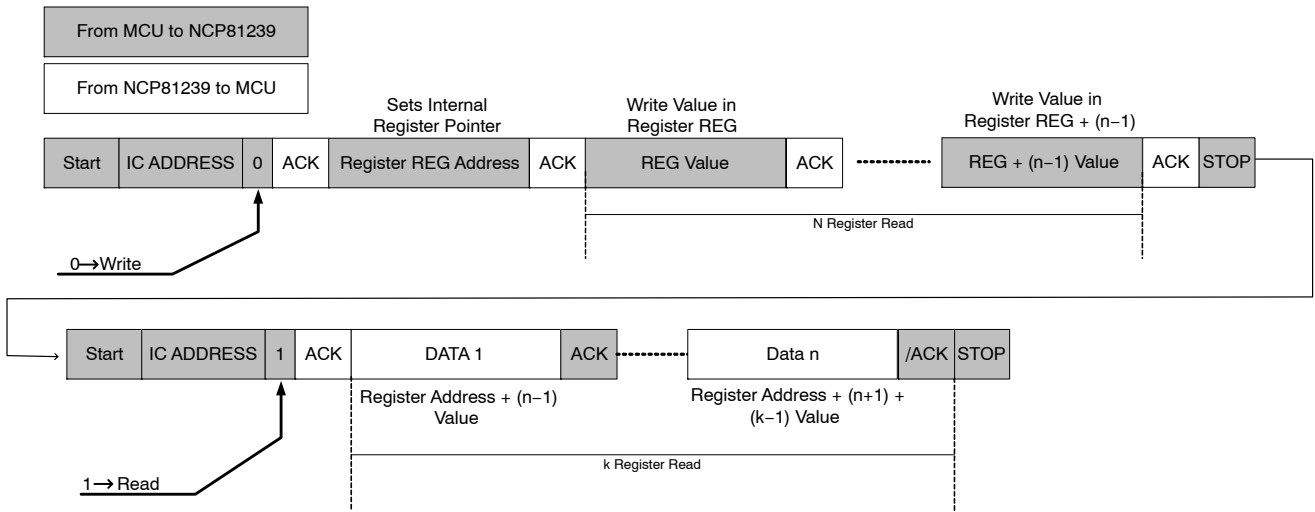 From MCU to NCP81239
From NCP81239 to MCU
Sets Internal
Register Pointer
Write Value in
Register REG
Write Value in
Register REG + (n−1)
Start IC ADDRESS 0 ACK Register REG Address ACK REG Value ACK REG + (n−1) Value ACK STOP
N Register Read
0→Write
Start IC ADDRESS 1 ACK DATA 1 ACK Data n /ACK STOP
Register Address + (n−1)
Value
Register Address + (n+1) +
(k−1) Value
k Register Read
1→Read